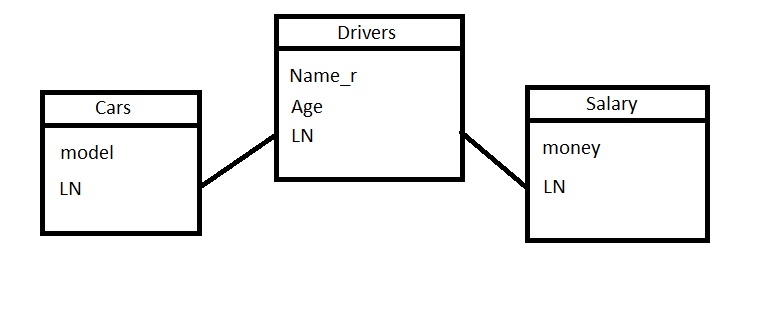 Cars
model
LN
Drivers
Name_r
Age
LN
Salary
money
LN